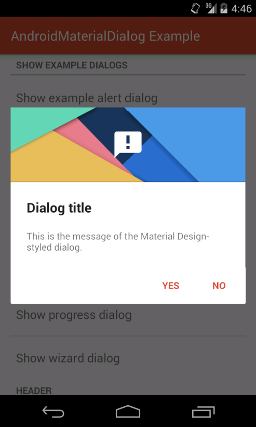 3G 4:46
AndroidMaterialDialog Example
SHOW EXAMPLE DIALOGS
Show example alert dialog
Dialog title
This is the message of the Material Design-
styled dialog.
YES NO
Show progress dialog
Show wizard dialog
HEADER